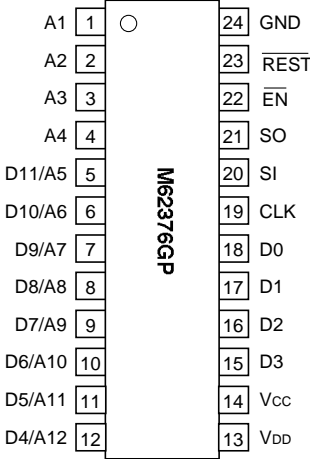 A1 1 24 GND
A2 2 23 REST
A3 3 22 EN
A4 4 21 SO
D11/A5 5 20 SI
D10/A6 6 19 CLK
D9/A7 7 18 D0
D8/A8 8 17 D1
D7/A9 9 16 D2
D6/A10 10 15 D3
D5/A11 11 14 VCC
D4/A12 12 13 VDD
M62376GP